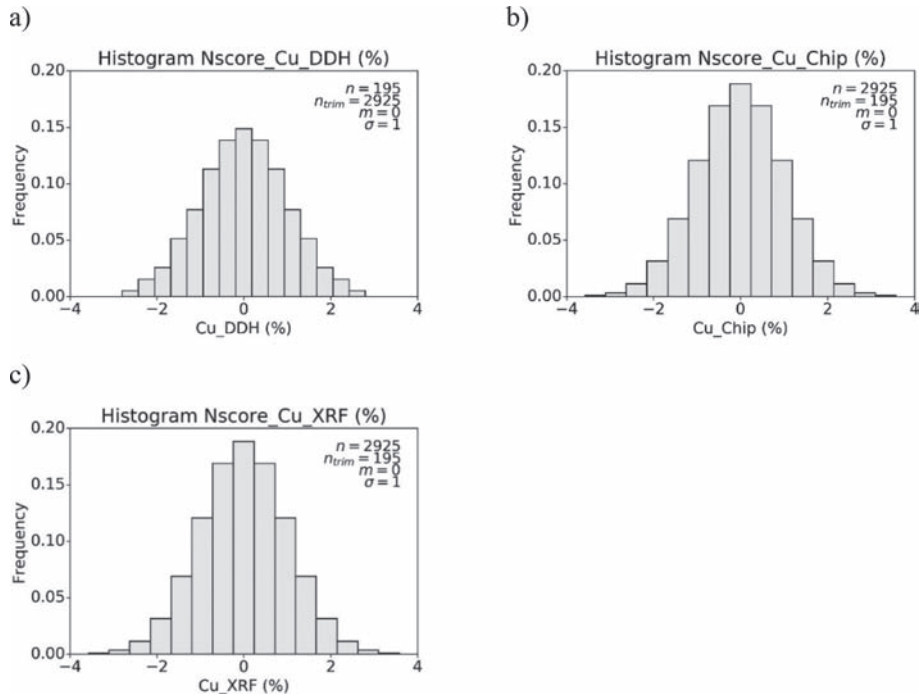 a)
Histogram Nscore_Cu_DDH (%)
0.20
0.15
0.10
0.05
0.00
Frequency
n = 195
n_trim = 2925
m = 0
σ = 1
−4 −2 0 2 4
Cu_DDH (%)
b)
Histogram Nscore_Cu_Chip (%)
0.20
0.15
0.10
0.05
0.00
Frequency
n = 2925
n_trim = 195
m = 0
σ = 1
−4 −2 0 2 4
Cu_Chip (%)
c)
Histogram Nscore_Cu_XRF (%)
0.20
0.15
0.10
0.05
0.00
Frequency
n = 2925
n_trim = 195
m = 0
σ = 1
−4 −2 0 2 4
Cu_XRF (%)